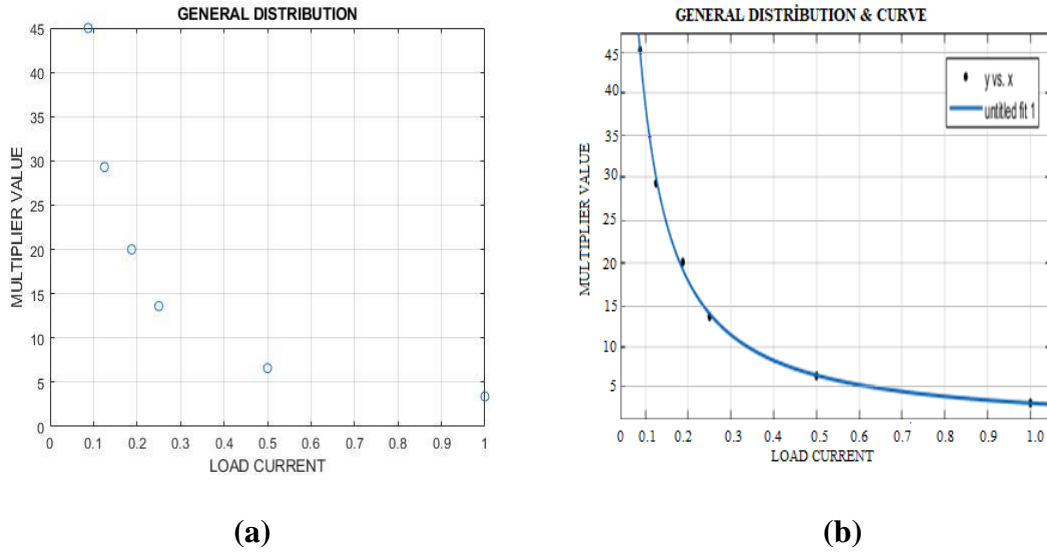 GENERAL DISTRIBUTION
45
40
35
30
25
20
15
10
5
0
MULTIPLIER VALUE
0 0.1 0.2 0.3 0.4 0.5 0.6 0.7 0.8 0.9 1
LOAD CURRENT
(a)
GENERAL DISTRİBUTION & CURVE
y vs. x
untitled fit 1
45
40
35
30
25
20
15
10
5
MULTIPLIER VALUE
0 0.1 0.2 0.3 0.4 0.5 0.6 0.7 0.8 0.9 1.0
LOAD CURRENT
(b)